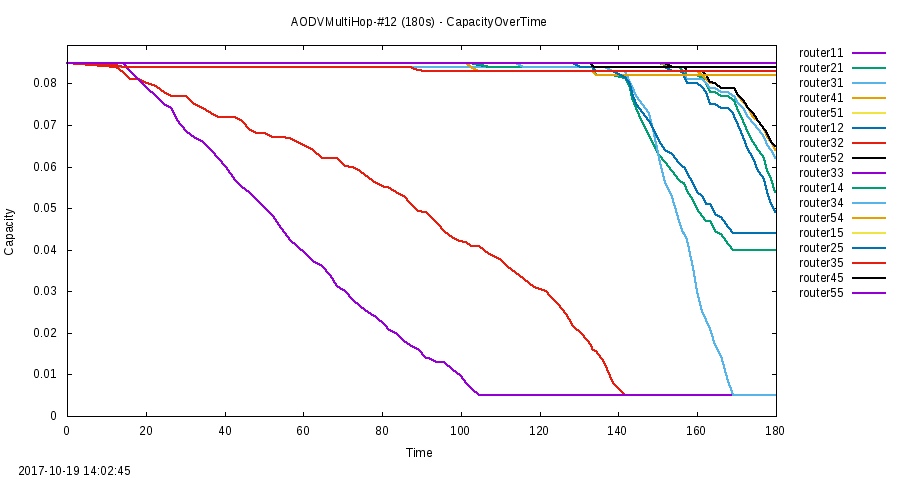 AODVMultiHop-#12 (180s) - CapacityOverTime
Capacity
0.08
0.07
0.06
0.05
0.04
0.03
0.02
0.01
0
0 20 40 60 80 100 120 140 160 180
Time
router11
router21
router31
router41
router51
router12
router32
router52
router33
router14
router34
router54
router15
router25
router35
router45
router55
2017-10-19 14:02:45